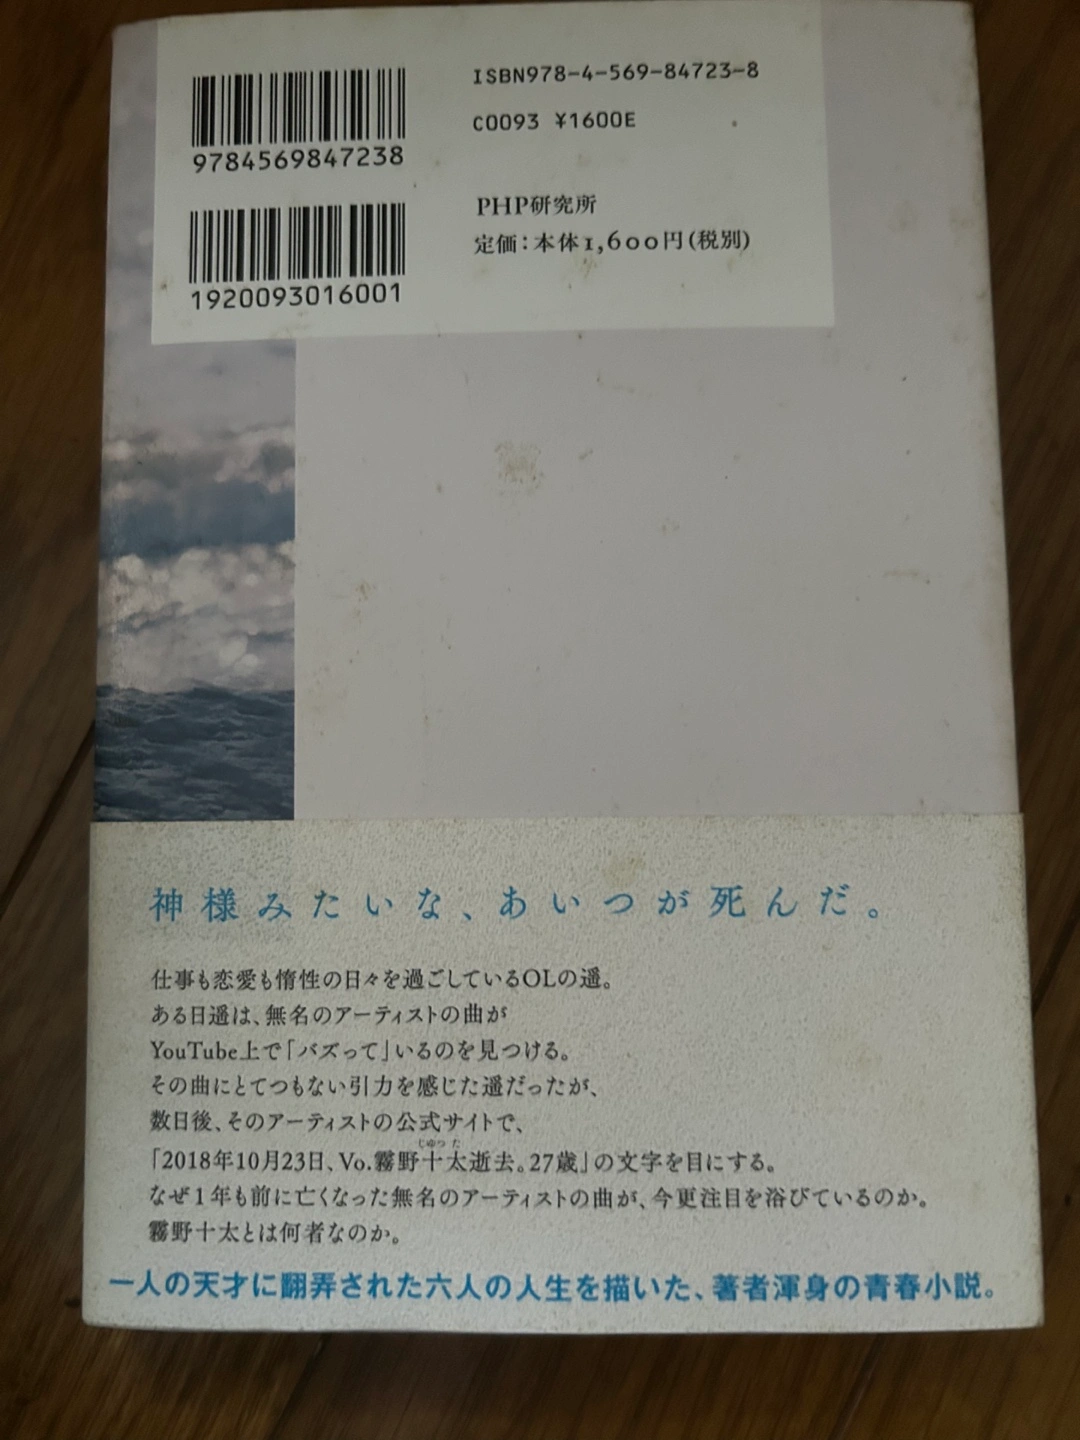 ISBN978-4-569-84723-8
C0093 ¥1600E
9784569847238
PHP研究所
定価：本体1,600円（税別）
1920093016001
神様みたいな、あいつが死んだ。
仕事も恋愛も惰性の日々を過ごしているOLの遥。
ある日遥は、無名のアーティストの曲が
YouTube上で「バズって」いるのを見つける。
その曲にとてつもない引力を感じた遥だったが、
数日後、そのアーティストの公式サイトで、
じゅつ た
「2018年10月23日、Vo.霧野十太逝去。27歳」の文字を目にする。
なぜ1年も前に亡くなった無名のアーティストの曲が、今更注目を浴びているのか。
霧野十太とは何者なのか。
一人の天才に翻弄された六人の人生を描いた、著者渾身の青春小説。